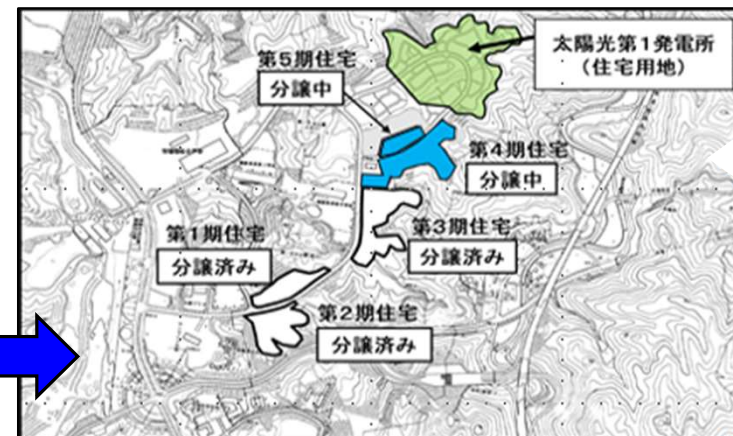 太陽光第1発電所
（住宅用地）
第5期住宅
分譲中
第4期住宅
分譲中
第3期住宅
分譲済み
第1期住宅
分譲済み
第2期住宅
分譲済み